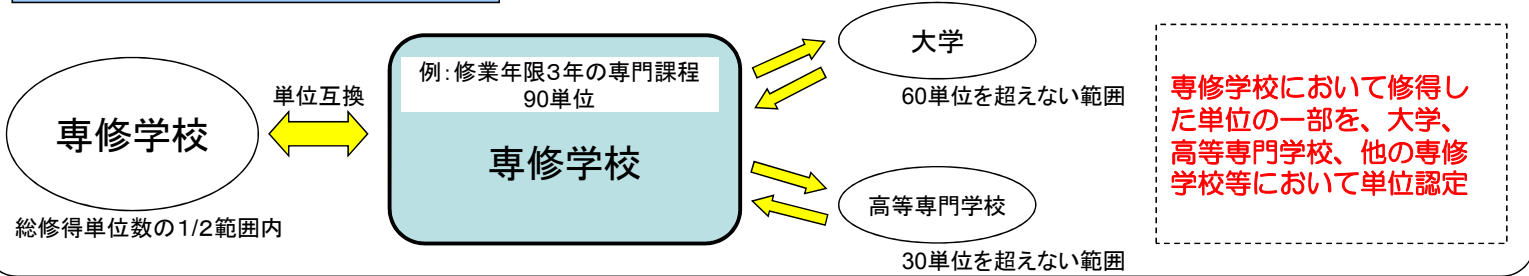 専修学校
総修得単位数の1/2範囲内
単位互換
例:修業年限3年の専門課程
90単位
専修学校
大学
60単位を超えない範囲
高等専門学校
30単位を超えない範囲
専修学校において修得し
た単位の一部を、大学、
高等専門学校、他の専修
学校等において単位認定